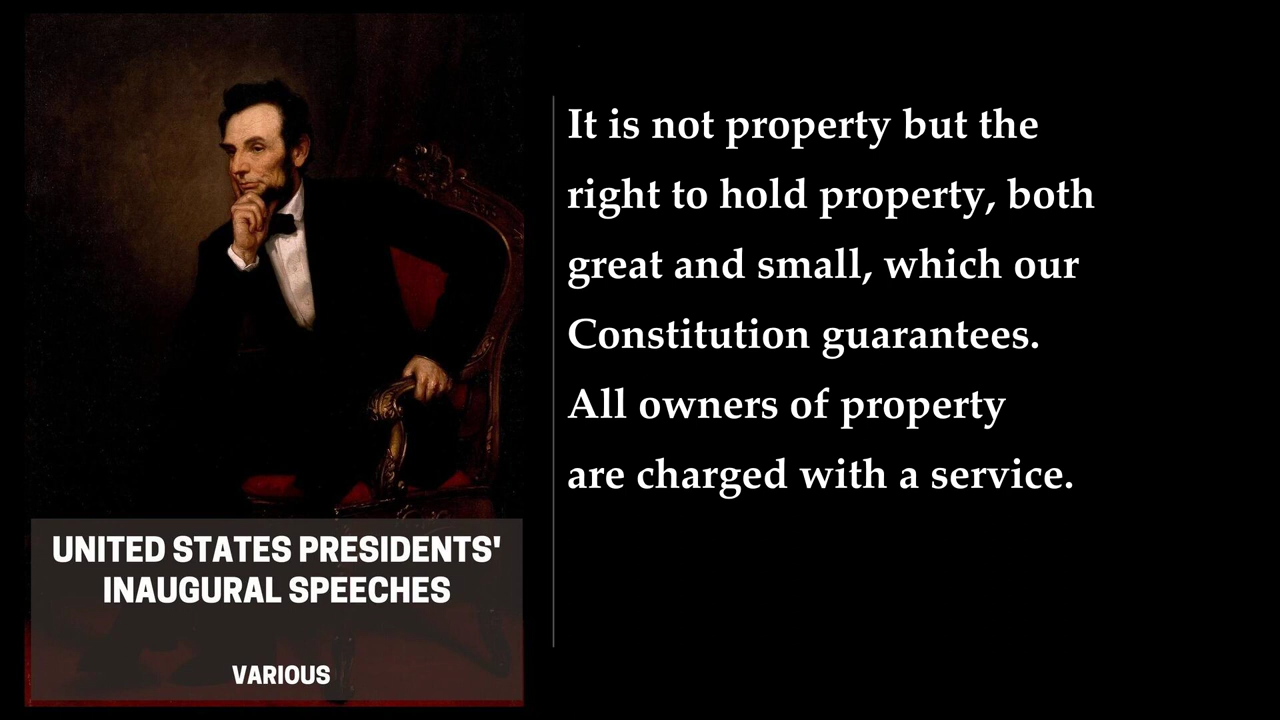 It is not property but the
right to hold property, both
great and small, which our
Constitution guarantees.
All owners of property
are charged with a service.
UNITED STATES PRESIDENTS'
INAUGURAL SPEECHES
VARIOUS